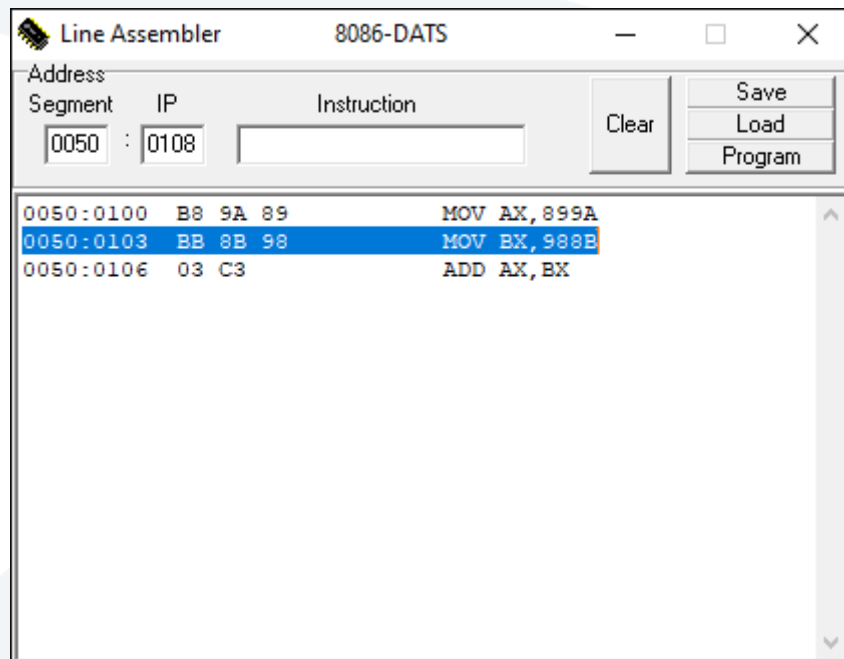 Line Assembler 8086-DATS
Address
Segment IP Instruction
0050 : 0108
Clear
Save
Load
Program
0050:0100 B8 9A 89 MOV AX,899A
0050:0103 BB 8B 98 MOV BX,988B
0050:0106 03 C3 ADD AX,BX